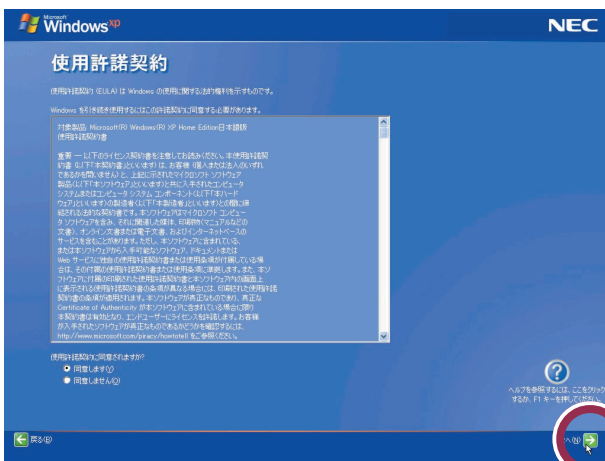 Microsoft
Windows xp
NEC
使用許諾契約
使用許諾契約 (EULA) は Windows の使用に関する法的権利を示すものです。
Windows を引き続き使用するにはこの許諾契約に同意する必要があります。
対象製品: Microsoft(R) Windows(R) XP Home Edition日本語版
使用許諾契約書
重要 ―以下のライセンス契約書を注意してお読みください。本使用許諾契
約書 (以下「本契約書」といいます) は、お客様 (個人または法人のいずれ
であるかを問いません) と、上記に示されたマイクロソフト ソフトウェア
製品(以下「本ソフトウェア」といいます)と共に入手されたコンピュータ
システムまたはコンピュータ システム コンポーネント(以下「本ハード
ウェア」といいます)の製造者(以下「本製造者」といいます)との間に締
結される法的な契約書です。本ソフトウェアはマイクロソフト コンピュー
タ ソフトウェアを含み、それに関連した媒体、印刷物(マニュアルなどの
文書)、オンライン文書または電子文書、およびインターネットベースの
サービスを含むことがあります。ただし、本ソフトウェアに含まれている、
または本ソフトウェアから入手可能なソフトウェア、ドキュメントまたは
Web サービスに独自の使用許諾契約書または使用条項が付属している場
合は、その付属の使用許諾契約書または使用条項に準拠します。また、本ソ
フトウェアに付属の印刷された使用許諾契約書と本ソフトウェア内の画面上
に表示される使用許諾契約書の条項が異なる場合には、印刷された使用許諾
契約書の条項が適用されます。本ソフトウェアが真正なものであり、真正な
Certificate of Authenticity が本ソフトウェアに含まれている場合に限り
本契約書は有効となり、エンドユーザーにライセンスを許諾します。お客様
が入手されたソフトウェアが真正なものであるかどうかを確認するには、
http://www.microsoft.com/piracy/howtotell をご参照ください。
使用許諾契約に同意されますか?
同意します(Y)
同意しません(O)
ヘルプを参照するには、ここをクリック
するか、F1 キーを押してください。
戻る(B)
へ(N)